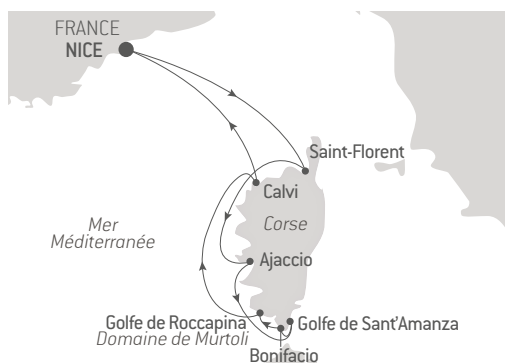 FRANCE
NICE
Saint-Florent
Calvi
Corse
Mer
Méditerranée
Ajaccio
Golfe de Roccapina
Domaine de Murtoli
Golfe de Sant'Amanza
Bonifacio